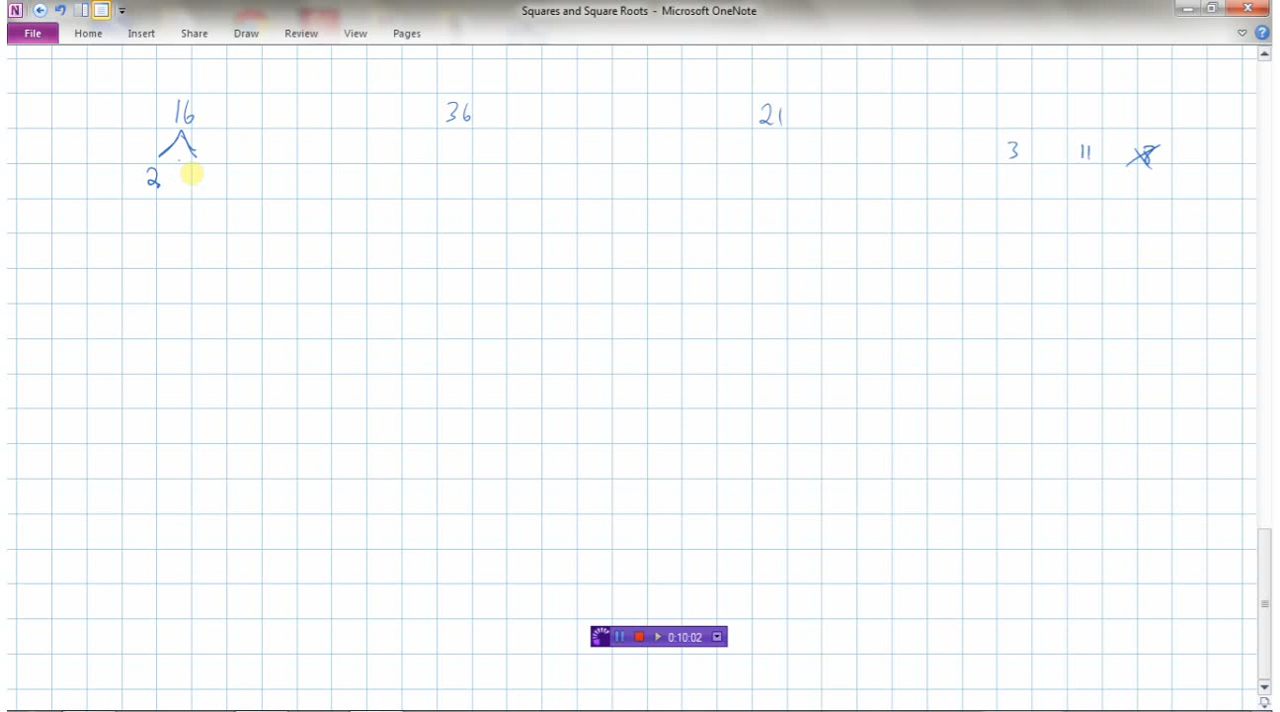 Squares and Square Roots - Microsoft OneNote
File Home Insert Share Draw Review View Pages
16 36 21
3 11
2
0:10:02